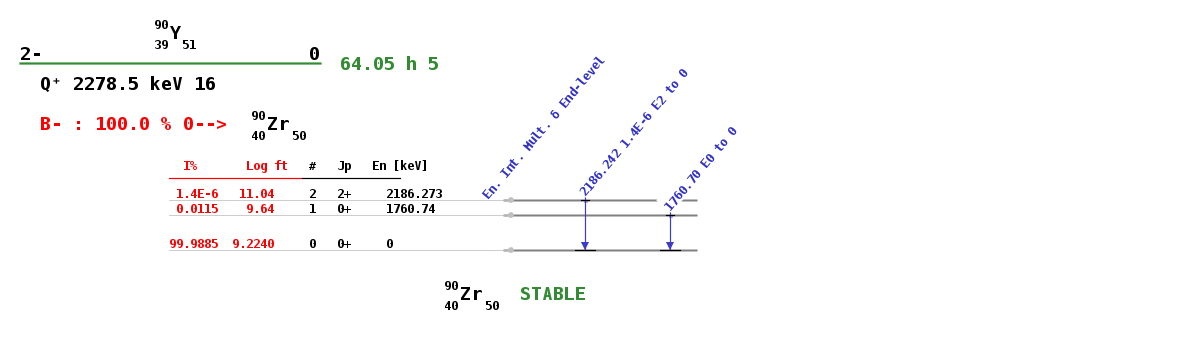 90
39 Y 51
2- 0
64.05 h 5
Q⁺ 2278.5 keV 16
B- : 100.0 % 0-->
90
40 Zr 50
I% Log ft # Jp En [keV]
1.4E-6 11.04 2 2+ 2186.273
0.0115 9.64 1 0+ 1760.74
99.9885 9.2240 0 0+ 0
En. Int. Mult. 6 End-level
2186.242 1.4E-6 E2 to 0
1760.70 E0 to 0
90
40 Zr 50
STABLE